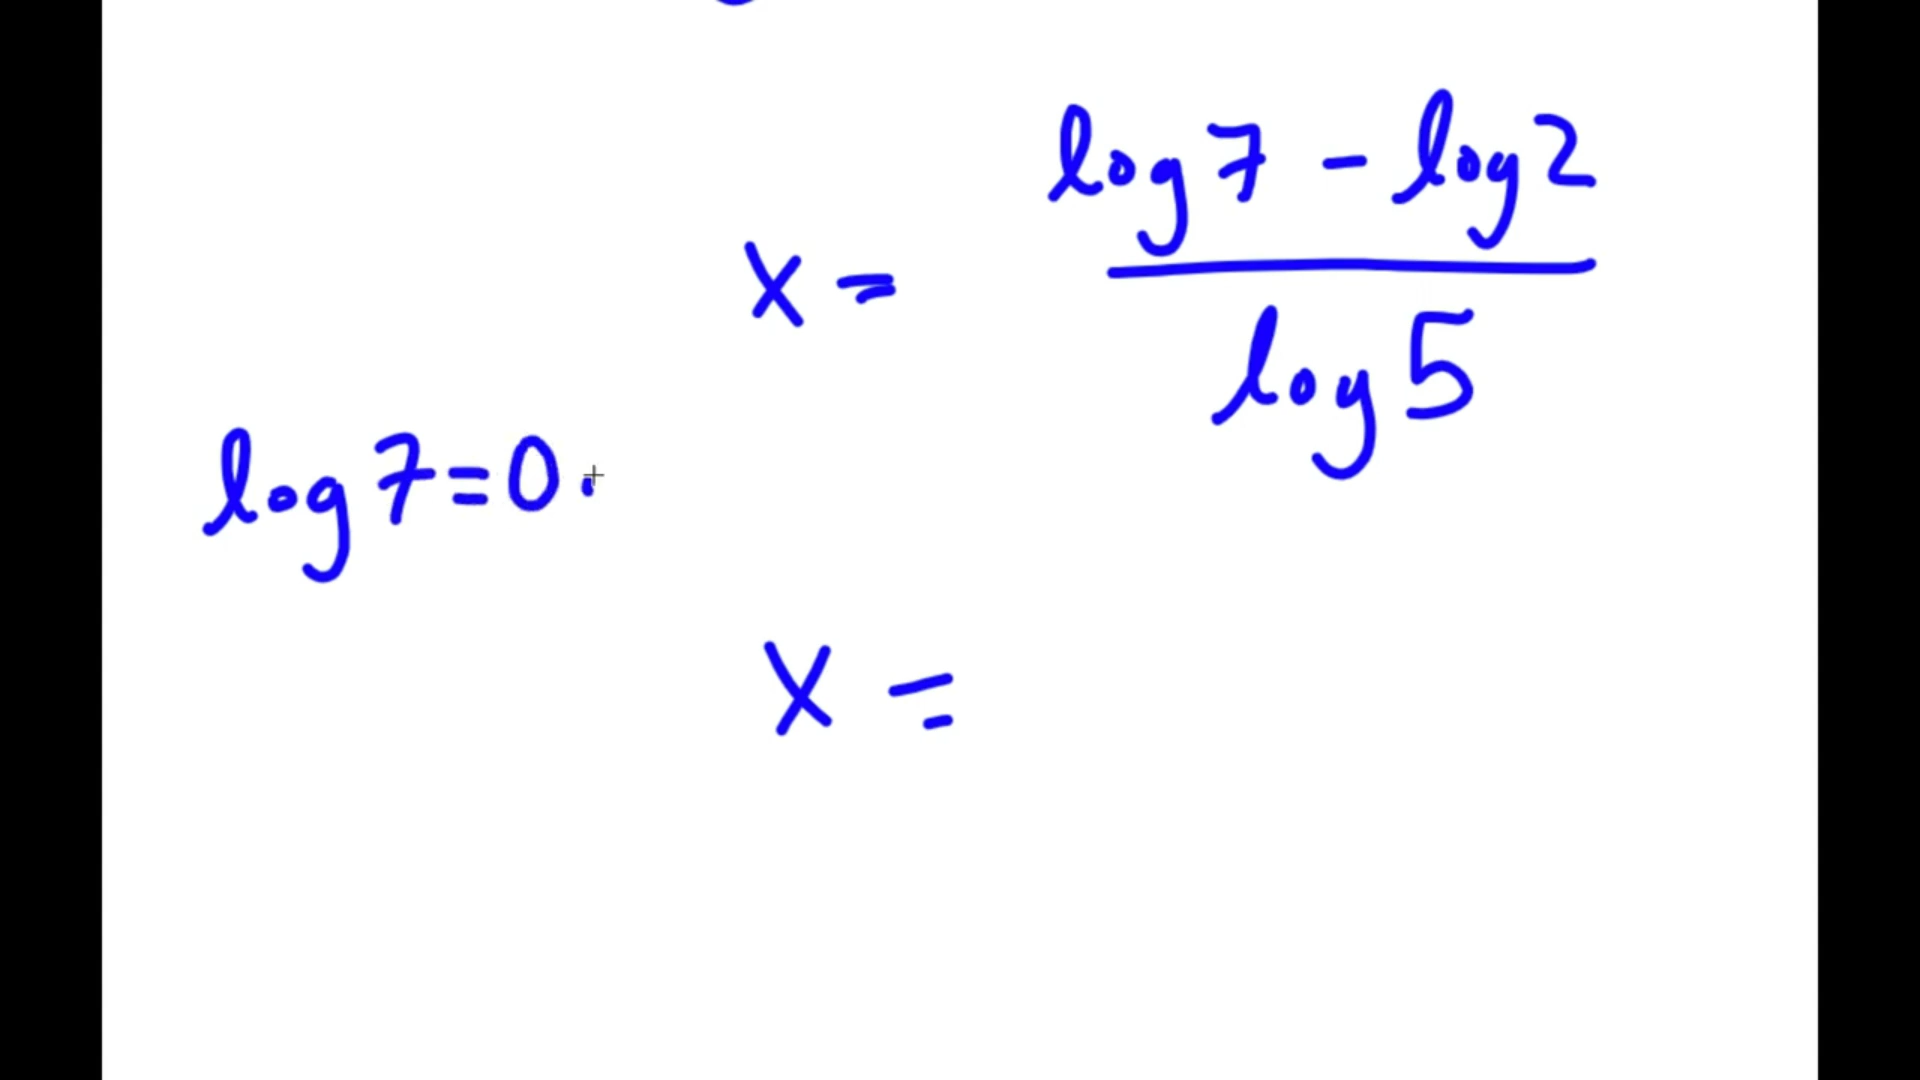 x = (log 7 - log 2) / log 5
log 7 = 0.
x =